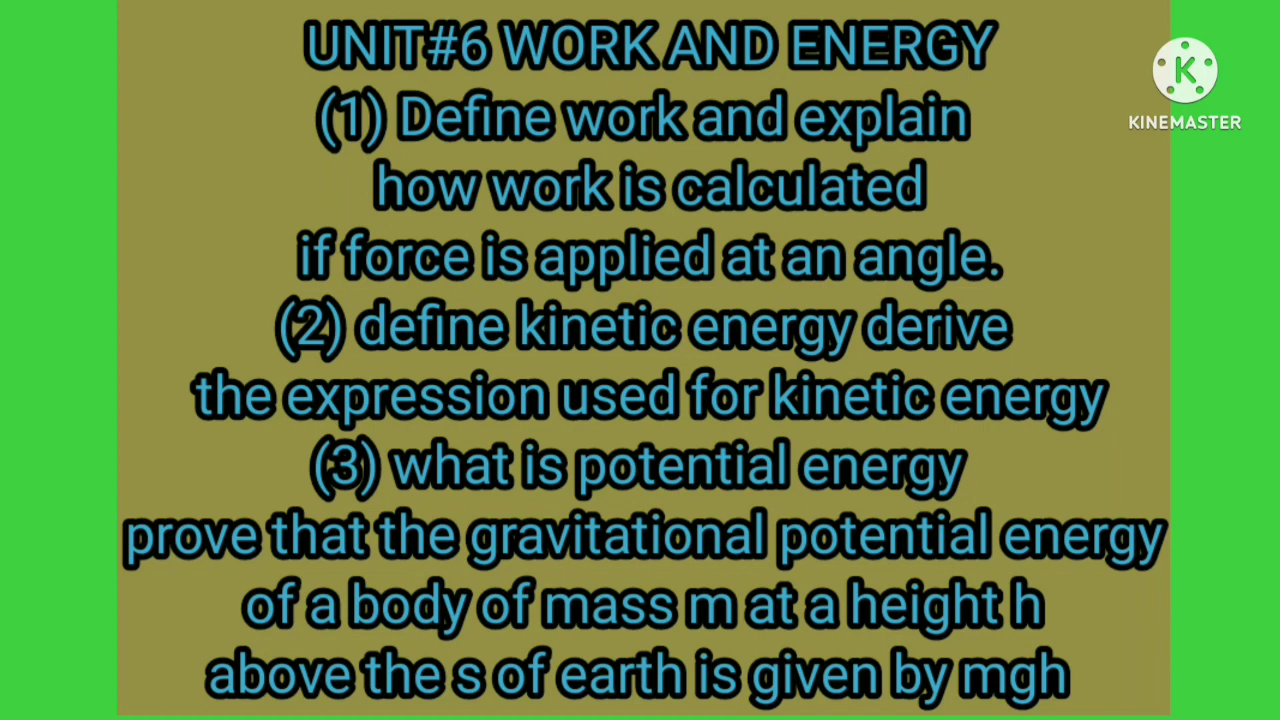 UNIT#6 WORK AND ENERGY
(1) Define work and explain
how work is calculated
if force is applied at an angle.
(2) define kinetic energy derive
the expression used for kinetic energy
(3) what is potential energy
prove that the gravitational potential energy
of a body of mass m at a height h
above the s of earth is given by mgh
K
KINEMASTER